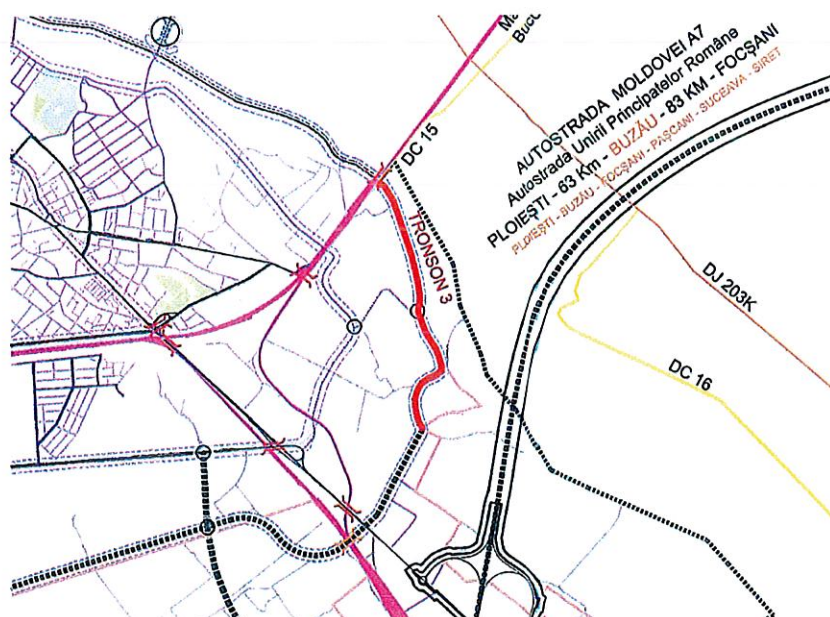 DC 15
AUTOSTRADA MOLDOVEI A7
Autostrada Unirii Principatelor Române
PLOIEȘTI - 63 Km - BUZĂU - 83 KM - FOCȘANI
PLOIEȘTI - BUZĂU - FOCȘANI - PAȘCANI - SUCEAVA - SIRET
TRONSON 3
DJ 203K
DC 16